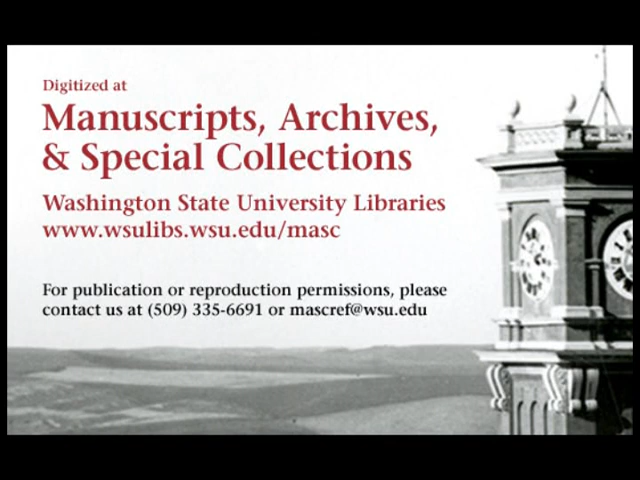 Digitized at
Manuscripts, Archives,
& Special Collections
Washington State University Libraries
www.wsulibs.wsu.edu/masc
For publication or reproduction permissions, please
contact us at (509) 335-6691 or mascref@wsu.edu